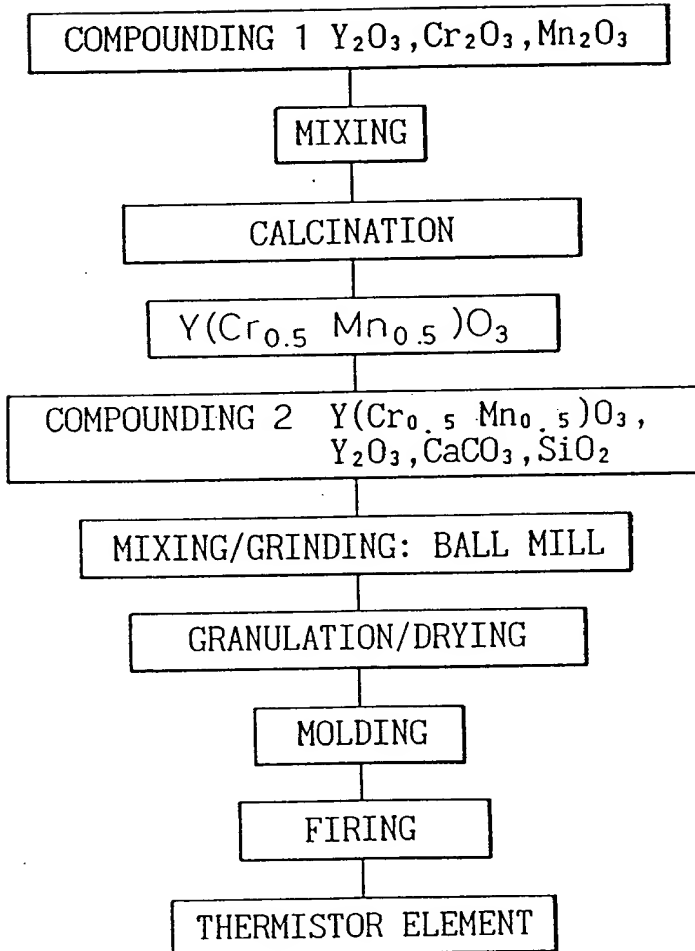 COMPOUNDING 1 Y₂O₃,Cr₂O₃,Mn₂O₃
MIXING
CALCINATION
Y(Cr₀.₅ Mn₀.₅)O₃
COMPOUNDING 2 Y(Cr₀.₅ Mn₀.₅)O₃,
Y₂O₃,CaCO₃,SiO₂
MIXING/GRINDING: BALL MILL
GRANULATION/DRYING
MOLDING
FIRING
THERMISTOR ELEMENT